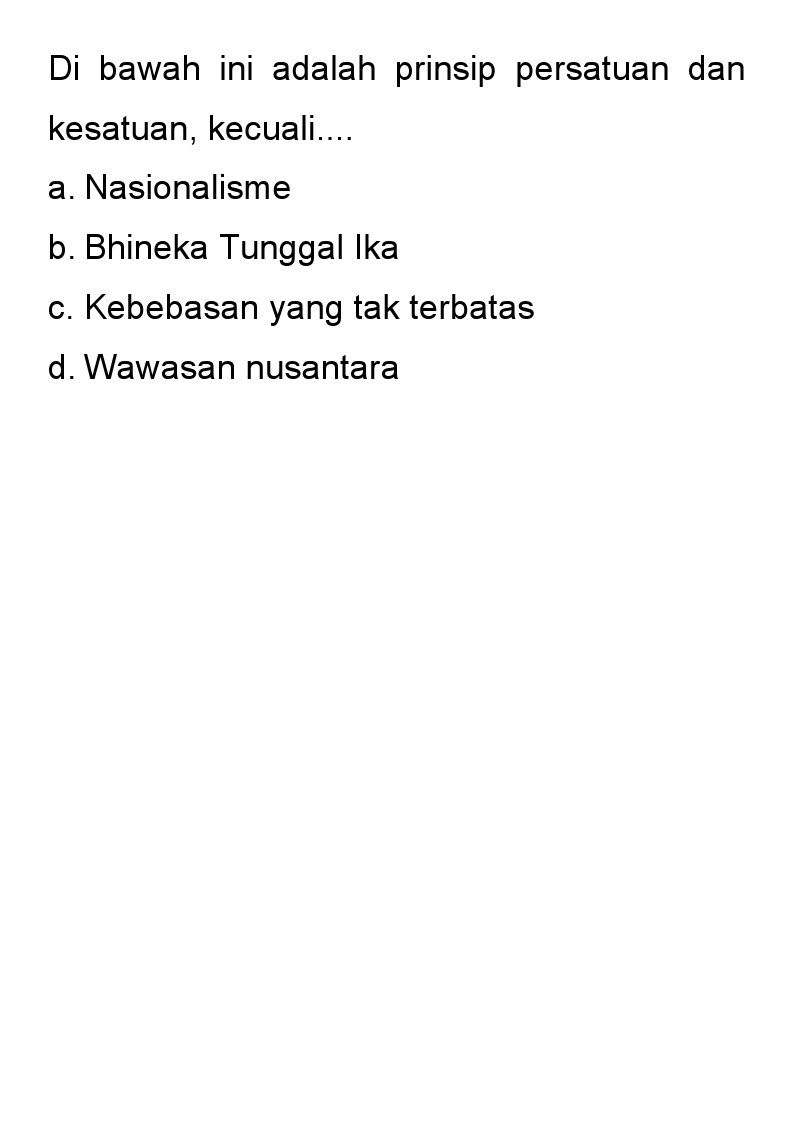 Di bawah ini adalah prinsip persatuan dan
kesatuan, kecuali....
a. Nasionalisme
b. Bhineka Tunggal Ika
c. Kebebasan yang tak terbatas
d. Wawasan nusantara